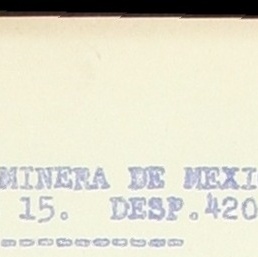 MINERA DE MEXI
15. DESP.420
----------